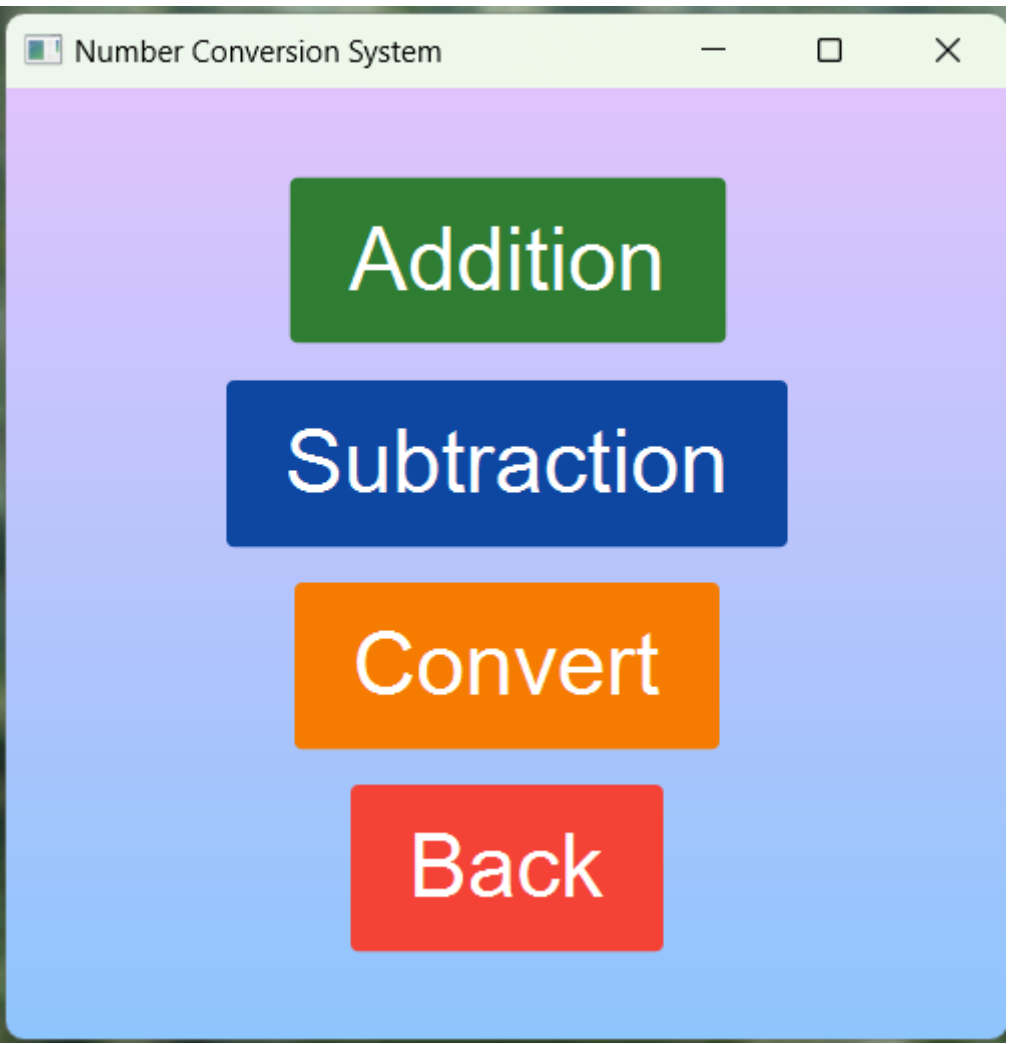 Number Conversion System
Addition
Subtraction
Convert
Back